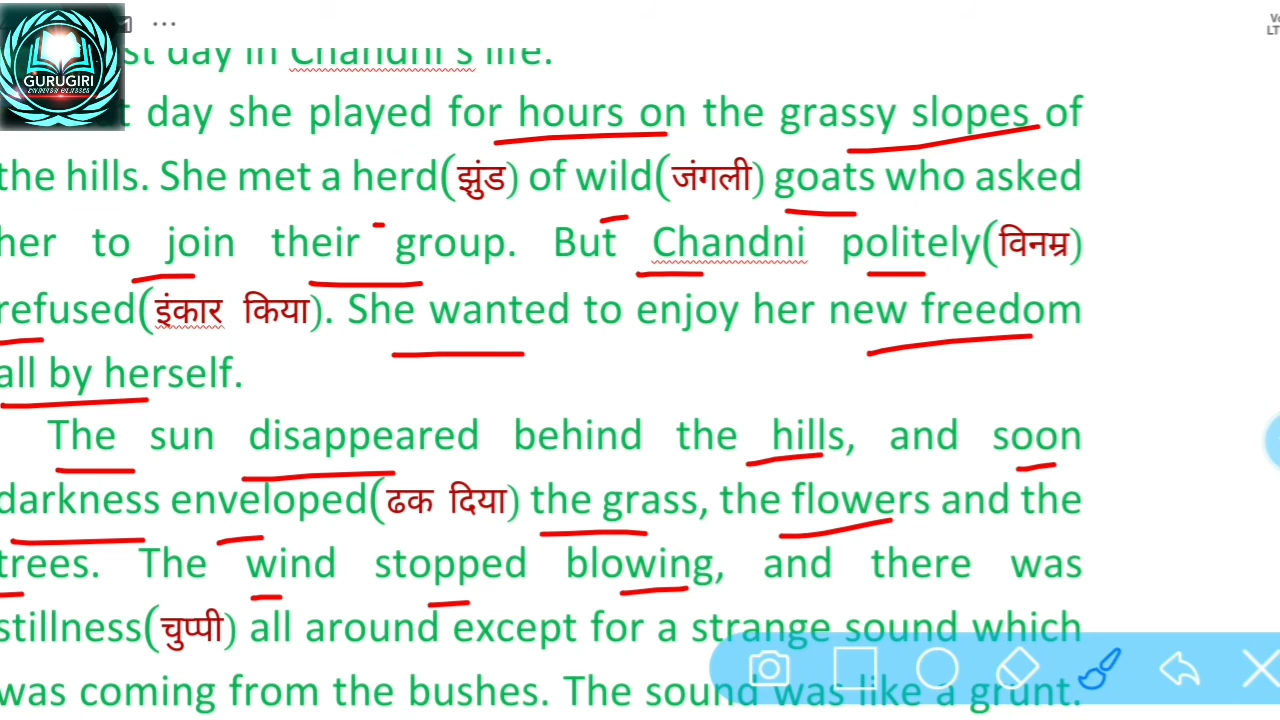 GURUGIRI
st day in Chandni's life.
t day she played for hours on the grassy slopes of
the hills. She met a herd(झुंड) of wild(जंगली) goats who asked
her to join their group. But Chandni politely(विनम्र)
refused(इंकार किया). She wanted to enjoy her new freedom
all by herself.
The sun disappeared behind the hills, and soon
darkness enveloped(ढक दिया) the grass, the flowers and the
trees. The wind stopped blowing, and there was
stillness(चुप्पी) all around except for a strange sound which
was coming from the bushes. The sound was like a grunt.